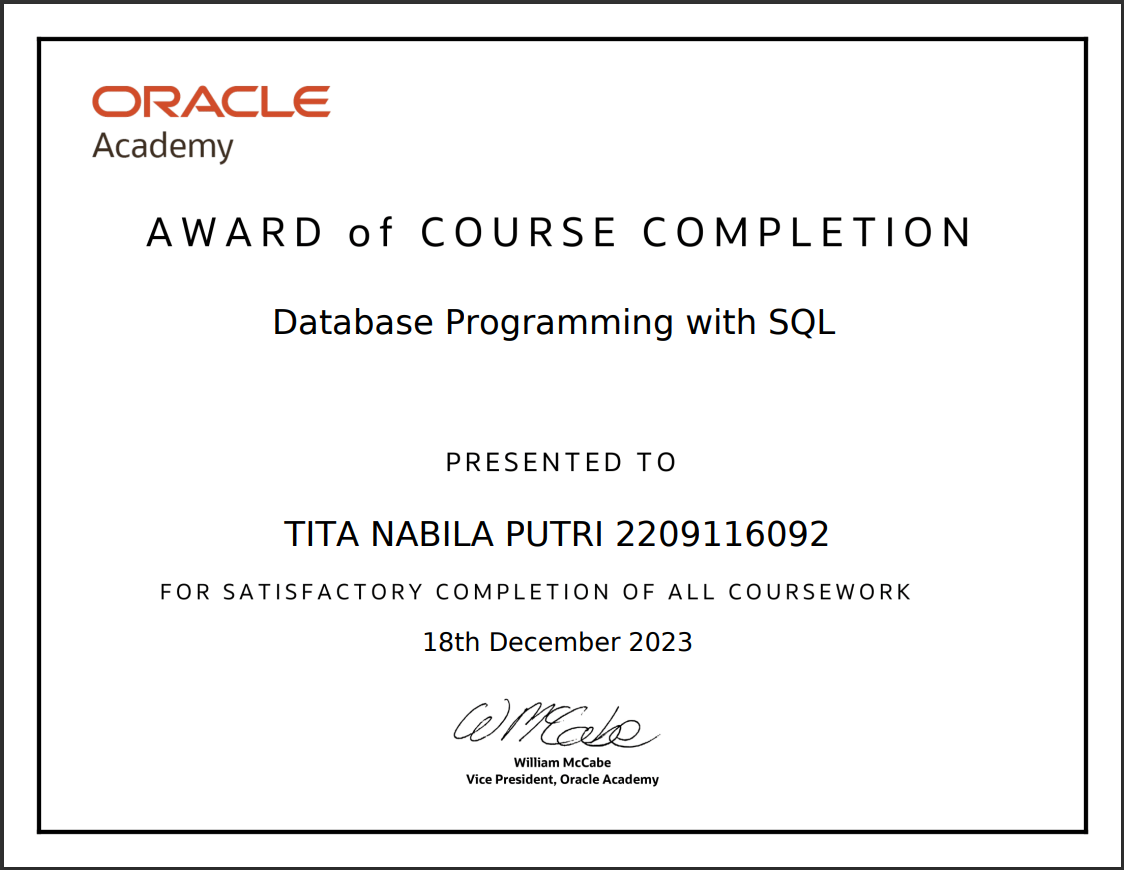 ORACLE
Academy
AWARD of COURSE COMPLETION
Database Programming with SQL
PRESENTED TO
TITA NABILA PUTRI 2209116092
FOR SATISFACTORY COMPLETION OF ALL COURSEWORK
18th December 2023
W McCabe
William McCabe
Vice President, Oracle Academy